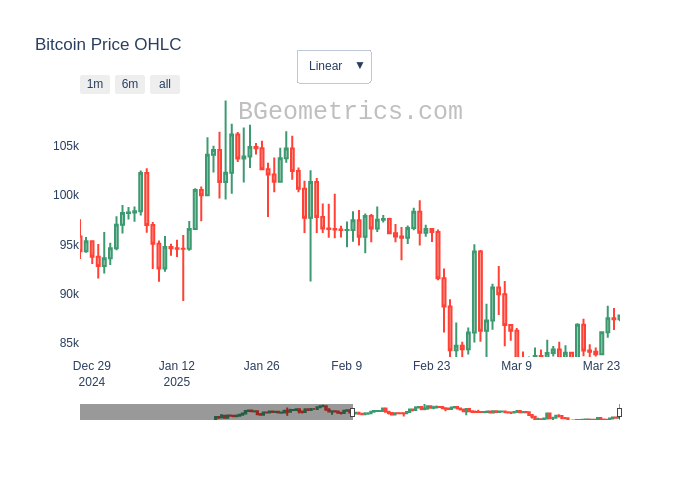 Bitcoin Price OHLC
Linear ▼
1m 6m all
BGeometrics.com
105k
100k
95k
90k
85k
Dec 29 Jan 12 Jan 26 Feb 9 Feb 23 Mar 9 Mar 23
2024 2025